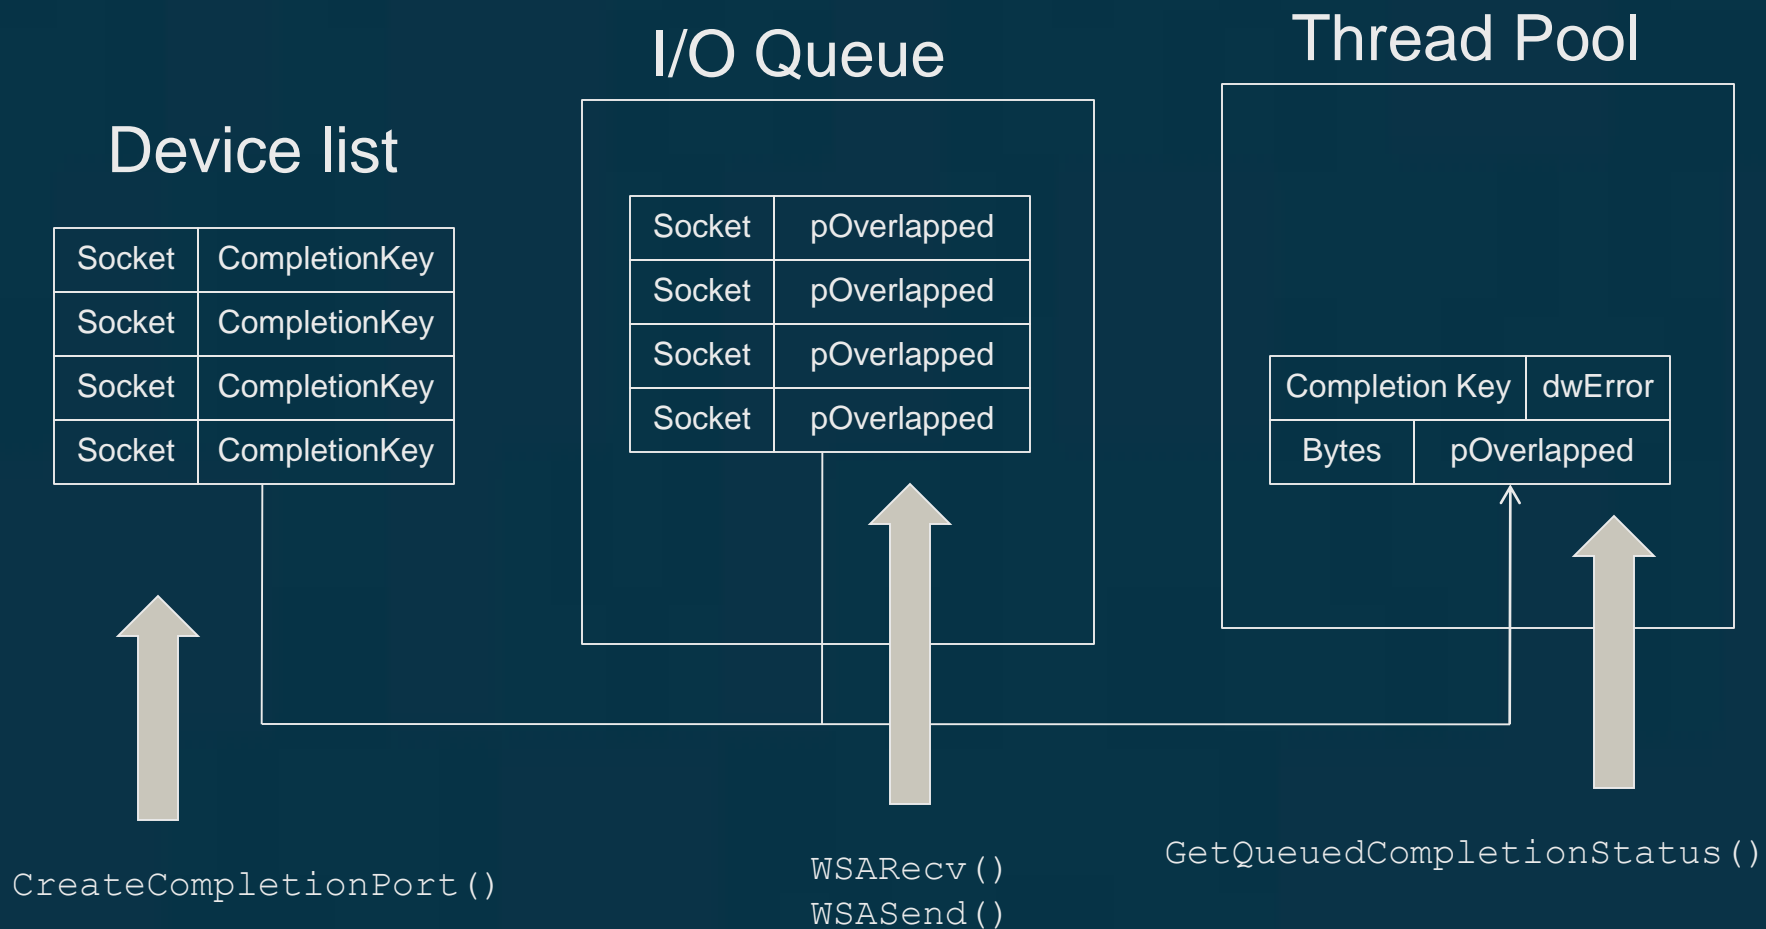 Device list
Socket CompletionKey
Socket CompletionKey
Socket CompletionKey
Socket CompletionKey
CreateCompletionPort()
I/O Queue
Socket pOverlapped
Socket pOverlapped
Socket pOverlapped
Socket pOverlapped
WSARecv()
WSASend()
Thread Pool
Completion Key dwError
Bytes pOverlapped
GetQueuedCompletionStatus()